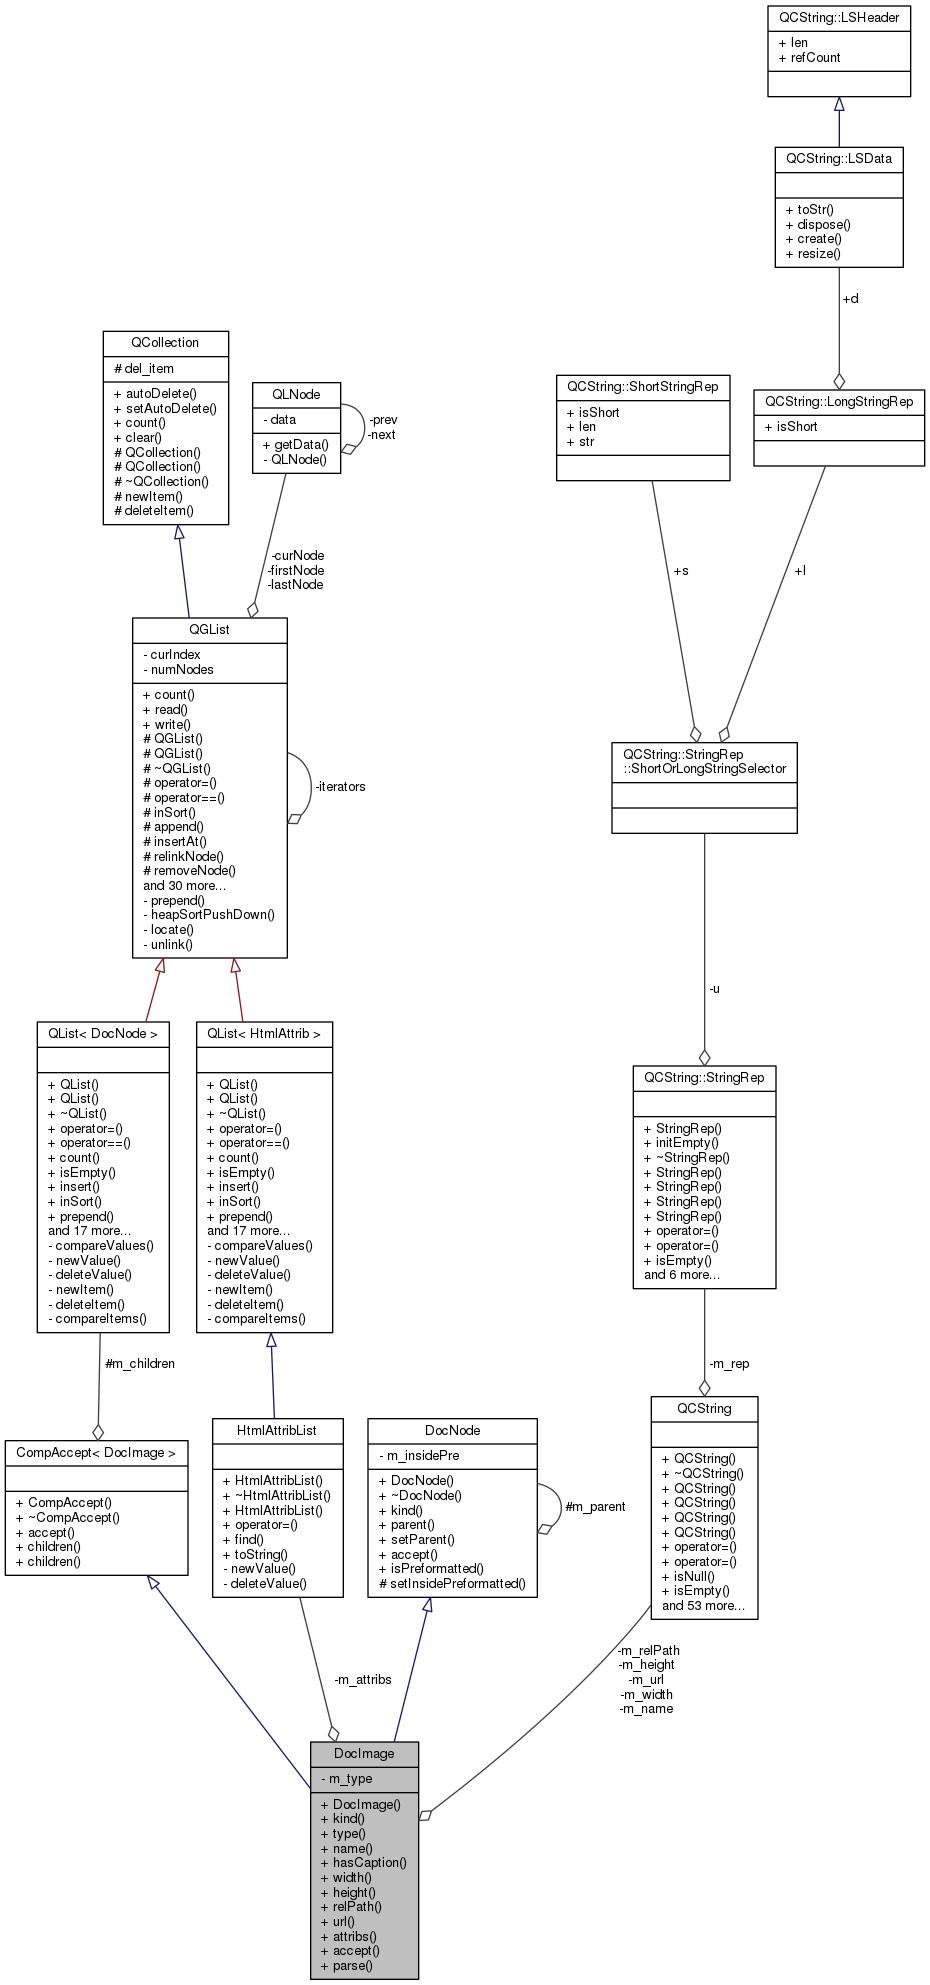 QCString::LSHeader
+ len
+ refCount
QCString::LSData
+ toStr()
+ dispose()
+ create()
+ resize()
+d
QCollection
# del_item
+ autoDelete()
+ setAutoDelete()
+ count()
+ clear()
# QCollection()
# QCollection()
# ~QCollection()
# newItem()
# deleteItem()
QLNode
- data
+ getData()
- QLNode()
-prev
-next
QCString::ShortStringRep
+ isShort
+ len
+ str
QCString::LongStringRep
+ isShort
-curNode
-firstNode
-lastNode
+s
+l
QGList
- curIndex
- numNodes
+ count()
+ read()
+ write()
# QGList()
# QGList()
# ~QGList()
# operator=()
# operator==()
# inSort()
# append()
# insertAt()
# relinkNode()
# removeNode()
and 30 more...
- prepend()
- heapSortPushDown()
- locate()
- unlink()
-iterators
QCString::StringRep
::ShortOrLongStringSelector
-u
QList< DocNode >
+ QList()
+ QList()
+ ~QList()
+ operator=()
+ operator==()
+ count()
+ isEmpty()
+ insert()
+ inSort()
+ prepend()
and 17 more...
- compareValues()
- newValue()
- deleteValue()
- newItem()
- deleteItem()
- compareItems()
QList< HtmlAttrib >
+ QList()
+ QList()
+ ~QList()
+ operator=()
+ operator==()
+ count()
+ isEmpty()
+ insert()
+ inSort()
+ prepend()
and 17 more...
- compareValues()
- newValue()
- deleteValue()
- newItem()
- deleteItem()
- compareItems()
QCString::StringRep
+ StringRep()
+ initEmpty()
+ ~StringRep()
+ StringRep()
+ StringRep()
+ StringRep()
+ StringRep()
+ operator=()
+ operator=()
+ isEmpty()
and 6 more...
#m_children
-m_rep
CompAccept< DocImage >
+ CompAccept()
+ ~CompAccept()
+ accept()
+ children()
+ children()
HtmlAttribList
+ HtmlAttribList()
+ ~HtmlAttribList()
+ HtmlAttribList()
+ operator=()
+ find()
+ toString()
- newValue()
- deleteValue()
DocNode
- m_insidePre
+ DocNode()
+ ~DocNode()
+ kind()
+ parent()
+ setParent()
+ accept()
+ isPreformatted()
# setInsidePreformatted()
#m_parent
QCString
+ QCString()
+ ~QCString()
+ QCString()
+ QCString()
+ QCString()
+ QCString()
+ operator=()
+ operator=()
+ isNull()
+ isEmpty()
and 53 more...
-m_attribs
-m_relPath
-m_height
-m_url
-m_width
-m_name
DocImage
- m_type
+ DocImage()
+ kind()
+ type()
+ name()
+ hasCaption()
+ width()
+ height()
+ relPath()
+ url()
+ attribs()
+ accept()
+ parse()